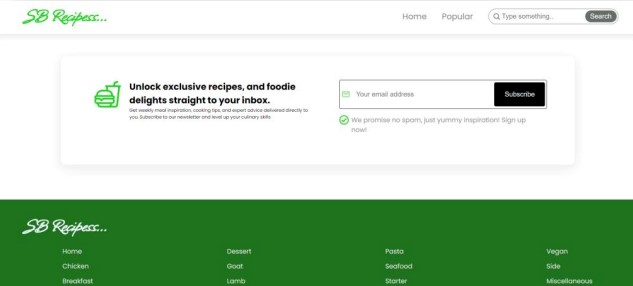 SB Recipess...
Home Popular Type something.. Search
Unlock exclusive recipes, and foodie
delights straight to your inbox.
Get weekly meal inspiration, cooking tips, and expert advice delivered directly to
you. Subscribe to our newsletter and level up your culinary skills
Your email address Subscribe
We promise no spam, just yummy inspiration! Sign up
now!
SB Recipess...
Home Dessert Pasta Vegan
Chicken Goat Seafood Side
Breakfast Lamb Starter Miscellaneous